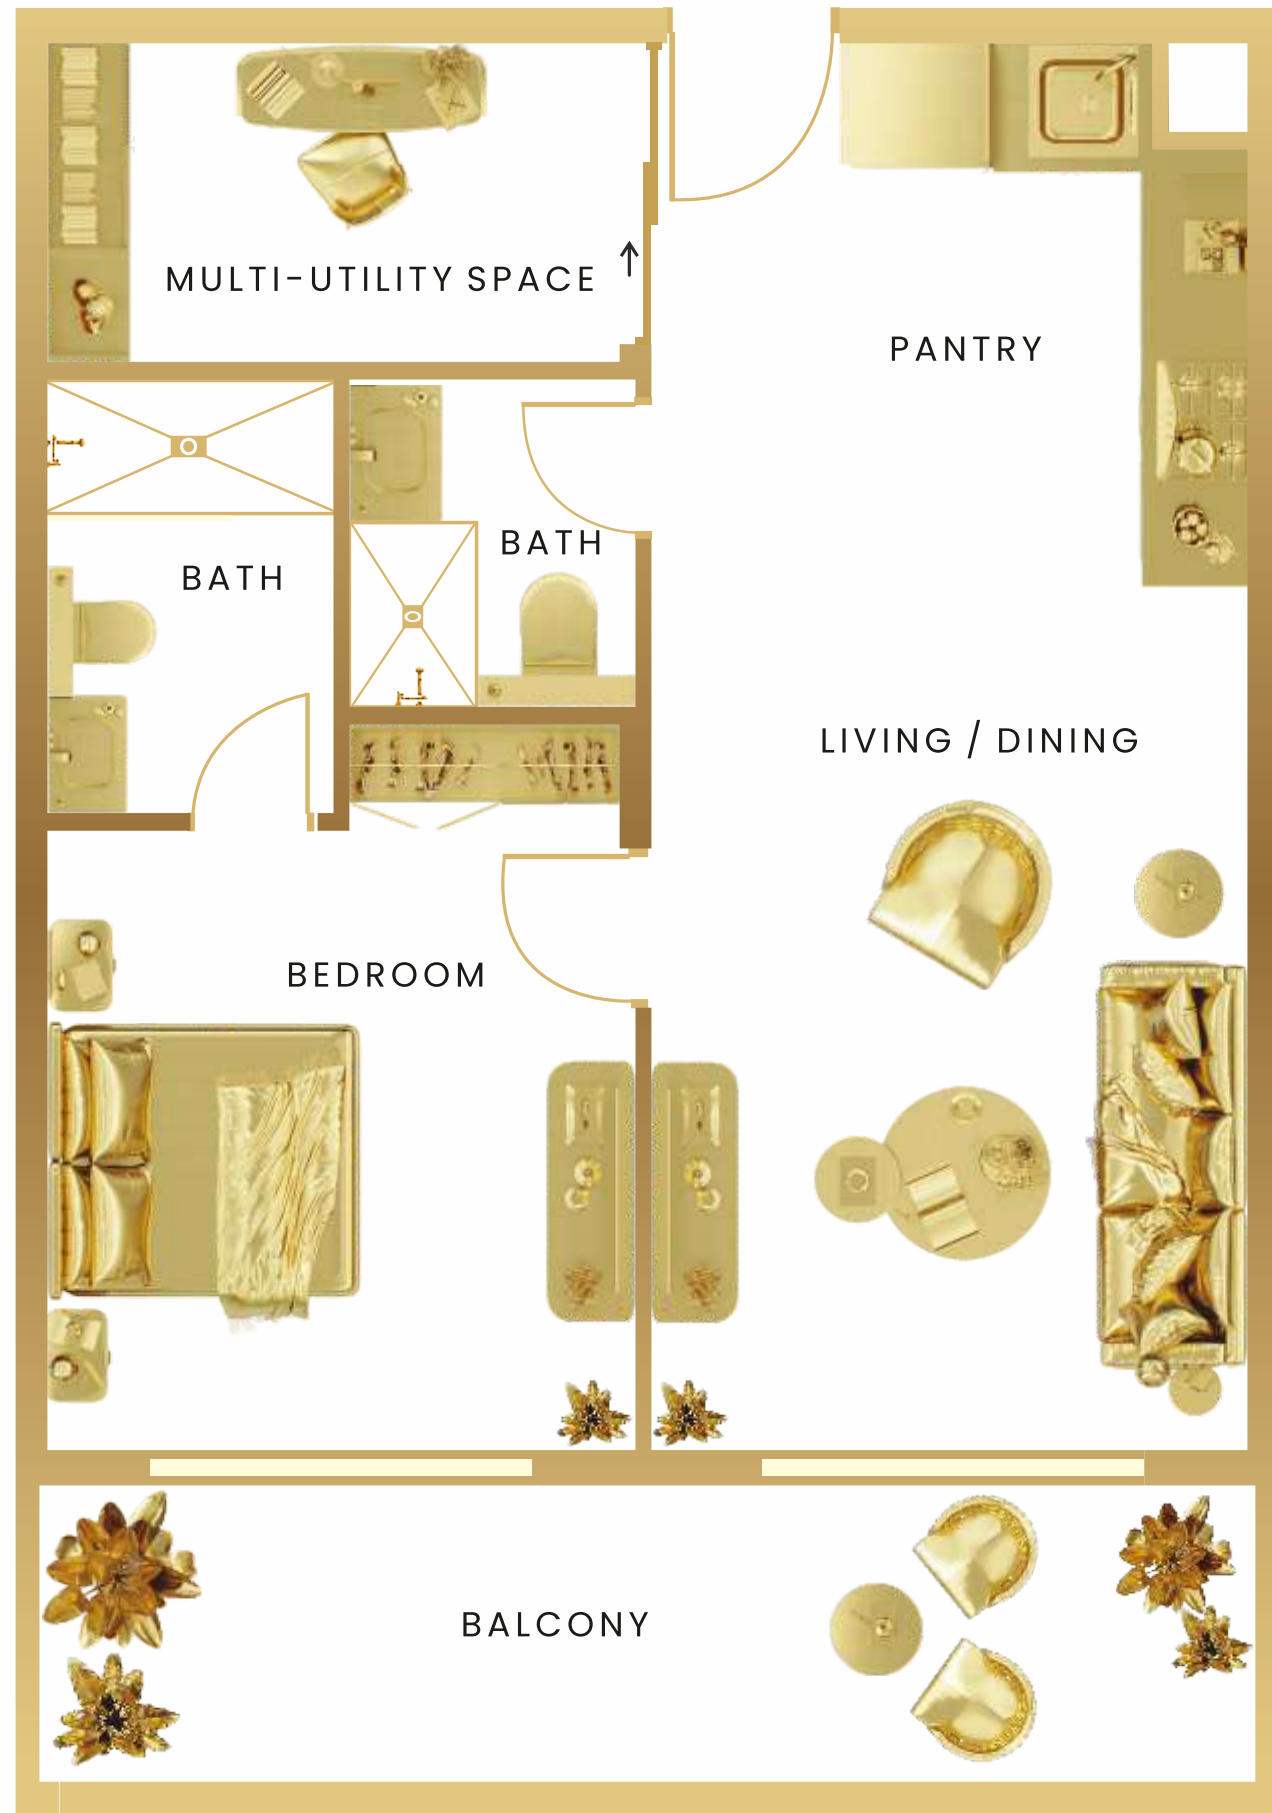 MULTI-UTILITY SPACE
PANTRY
BATH
BATH
LIVING / DINING
BEDROOM
BALCONY